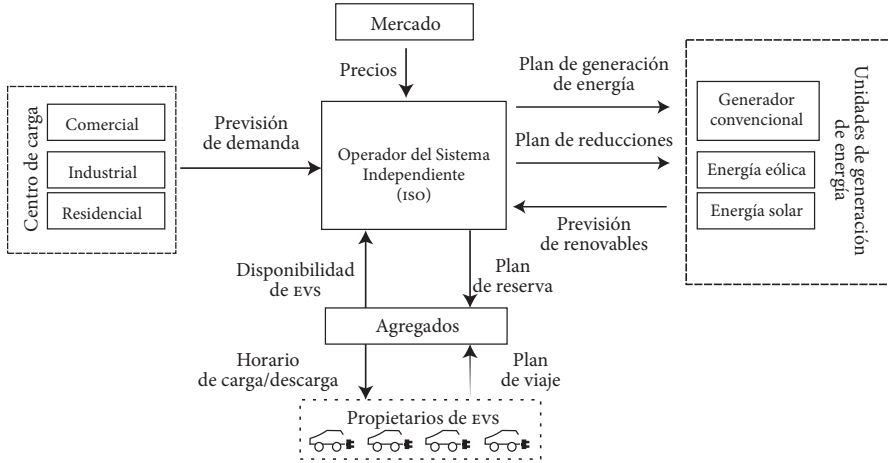 Mercado
Precios
Centro de carga
Comercial
Industrial
Residencial
Previsión
de demanda
Operador del Sistema
Independiente
(ISO)
Plan de generación
de energía
Plan de reducciones
Previsión
de renovables
Generador
convencional
Energía eólica
Energía solar
Unidades de generación
de energía
Disponibilidad
de EVS
Plan
de reserva
Agregados
Horario
de carga/descarga
Plan
de viaje
Propietarios de EVS